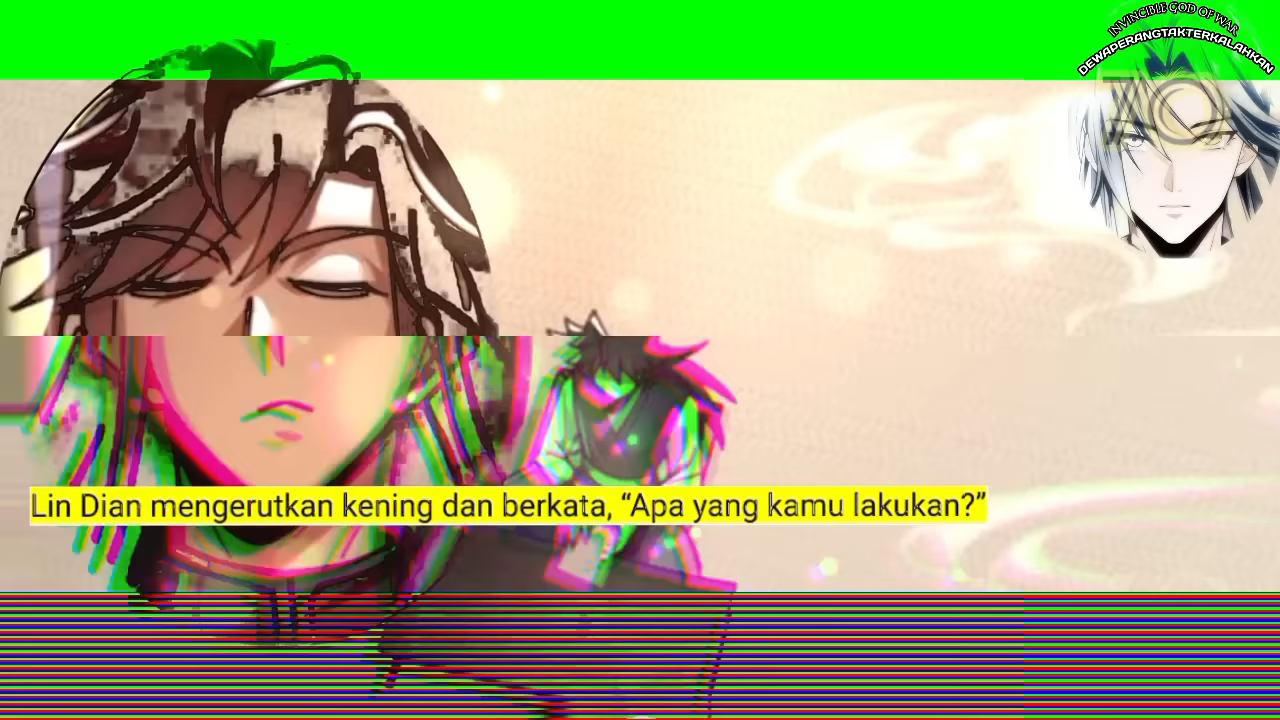 INVINCIBLE GOD OF WAR
DEWAPERANGTAKTERKALAHKAN
Lin Dian mengerutkan kening dan berkata, “Apa yang kamu lakukan?”